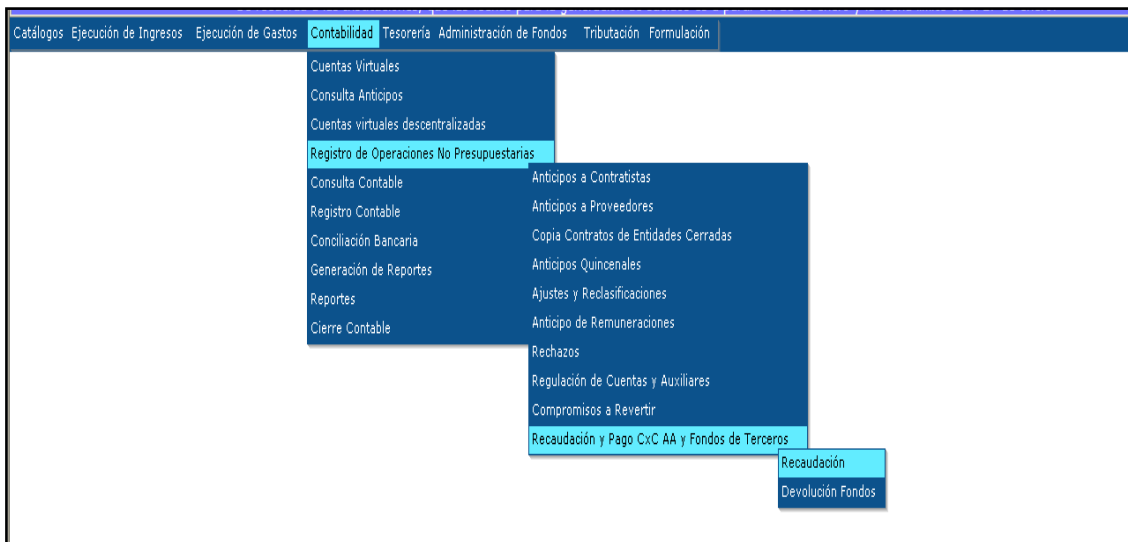 Catálogos Ejecución de Ingresos Ejecución de Gastos Contabilidad Tesorería Administración de Fondos Tributación Formulación
Cuentas Virtuales
Consulta Anticipos
Cuentas virtuales descentralizadas
Registro de Operaciones No Presupuestarias
Consulta Contable
Registro Contable
Conciliación Bancaria
Generación de Reportes
Reportes
Cierre Contable
Anticipos a Contratistas
Anticipos a Proveedores
Copia Contratos de Entidades Cerradas
Anticipos Quincenales
Ajustes y Reclasificaciones
Anticipo de Remuneraciones
Rechazos
Regulación de Cuentas y Auxiliares
Compromisos a Revertir
Recaudación y Pago CxC AA y Fondos de Terceros
Recaudación
Devolución Fondos